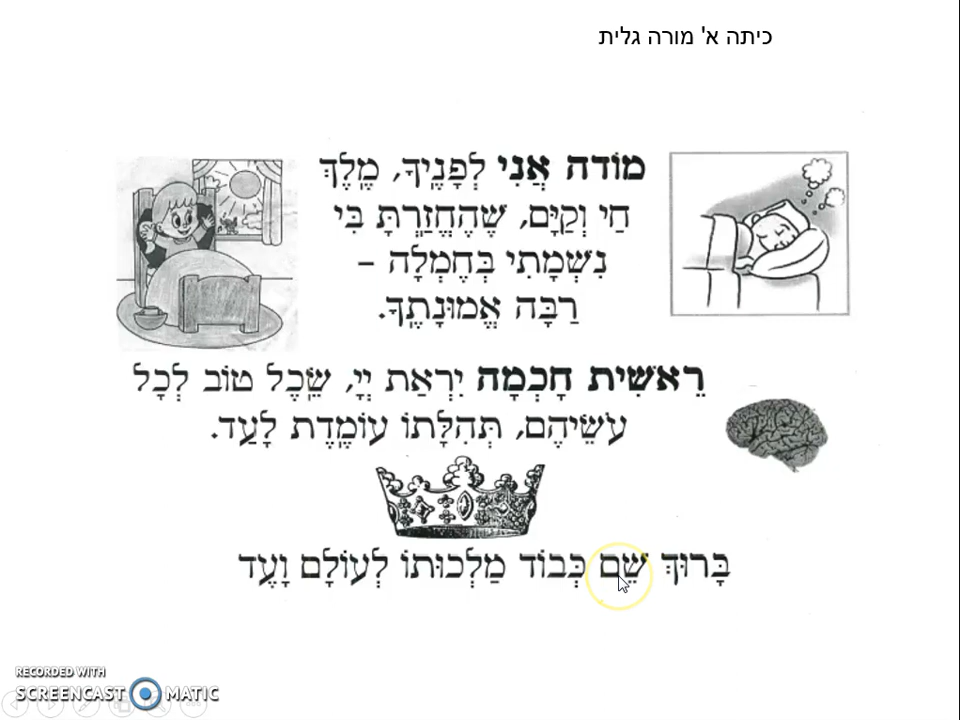 כיתה א' מורה גלית
מוֹדֶה אֲנִי לְפָנֶיךָ, מֶלֶךְ
חַי וְקַיָּם, שֶׁהֶחֱזַרְתָּ בִּי
נִשְׁמָתִי בְּחֶמְלָה –
רַבָּה אֱמוּנָתֶךָ.
רֵאשִׁית חָכְמָה יִרְאַת יְיָ, שֵׂכֶל טוֹב לְכָל
עֹשֵׂיהֶם, תְּהִלָּתוֹ עוֹמֶדֶת לָעַד.
בָּרוּךְ שֵׁם כְּבוֹד מַלְכוּתוֹ לְעוֹלָם וָעֶד
RECORDED WITH
SCREENCAST MATIC